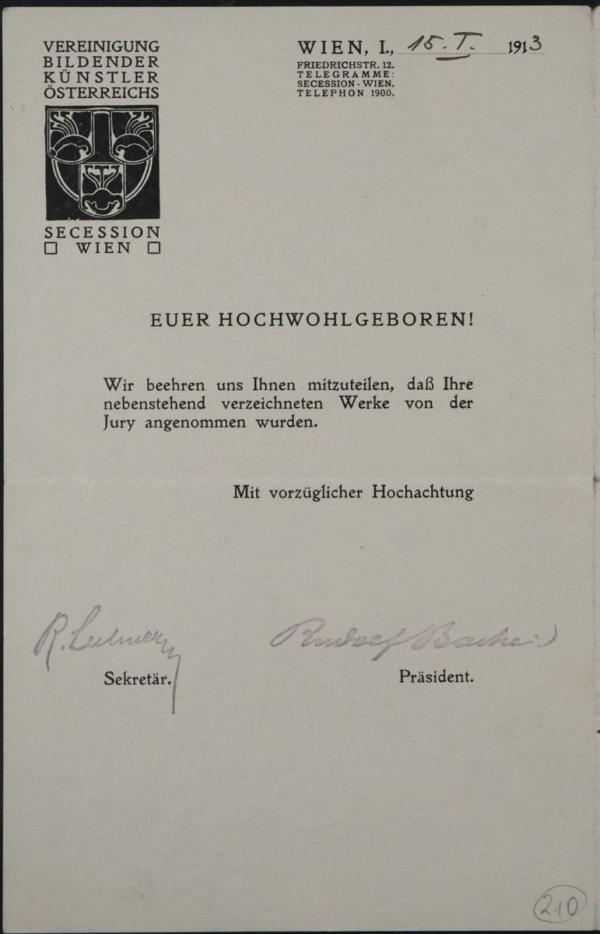 VEREINIGUNG
BILDENDER
KÜNSTLER
ÖSTERREICHS
SECESSION
WIEN
WIEN, I., 15. I. 1913
FRIEDRICHSTR. 12.
TELEGRAMME:
SECESSION - WIEN.
TELEPHON 1900.
EUER HOCHWOHLGEBOREN!
Wir beehren uns Ihnen mitzuteilen, daß Ihre
nebenstehend verzeichneten Werke von der
Jury angenommen wurden.
Mit vorzüglicher Hochachtung
R.
Rudolf
Sekretär.
Präsident.
210